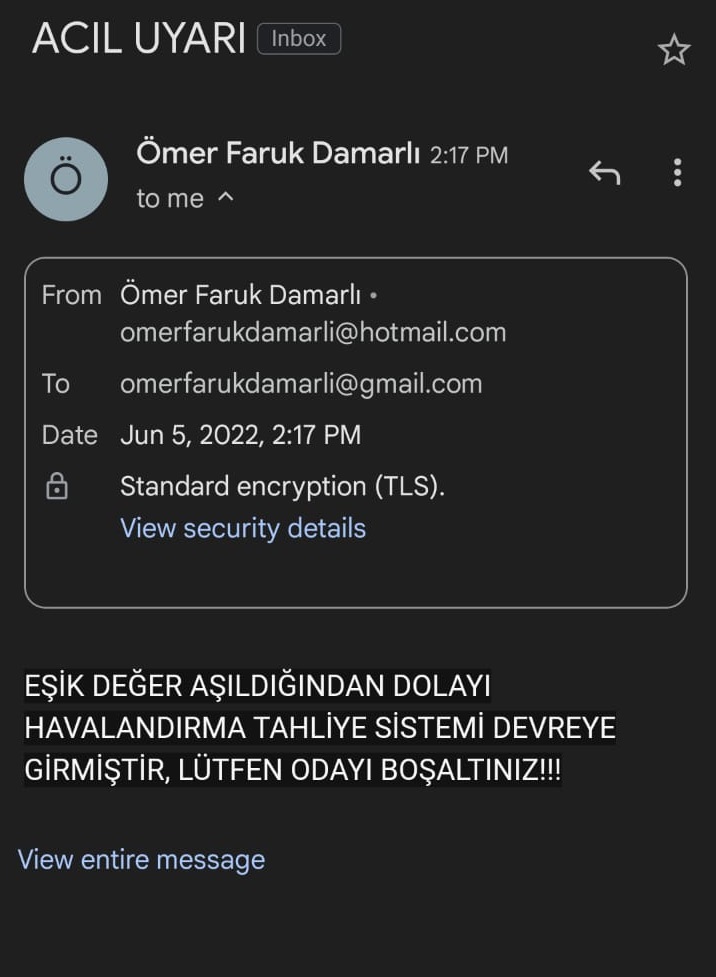 ACIL UYARI Inbox
Ömer Faruk Damarlı 2:17 PM
to me
Ö
From Ömer Faruk Damarlı •
omerfarukdamarli@hotmail.com
To omerfarukdamarli@gmail.com
Date Jun 5, 2022, 2:17 PM
Standard encryption (TLS).
View security details
EŞİK DEĞER AŞILDIĞINDAN DOLAYI
HAVALANDIRMA TAHLİYE SİSTEMİ DEVREYE
GİRMİŞTİR, LÜTFEN ODAYI BOŞALTINIZ!!!
View entire message